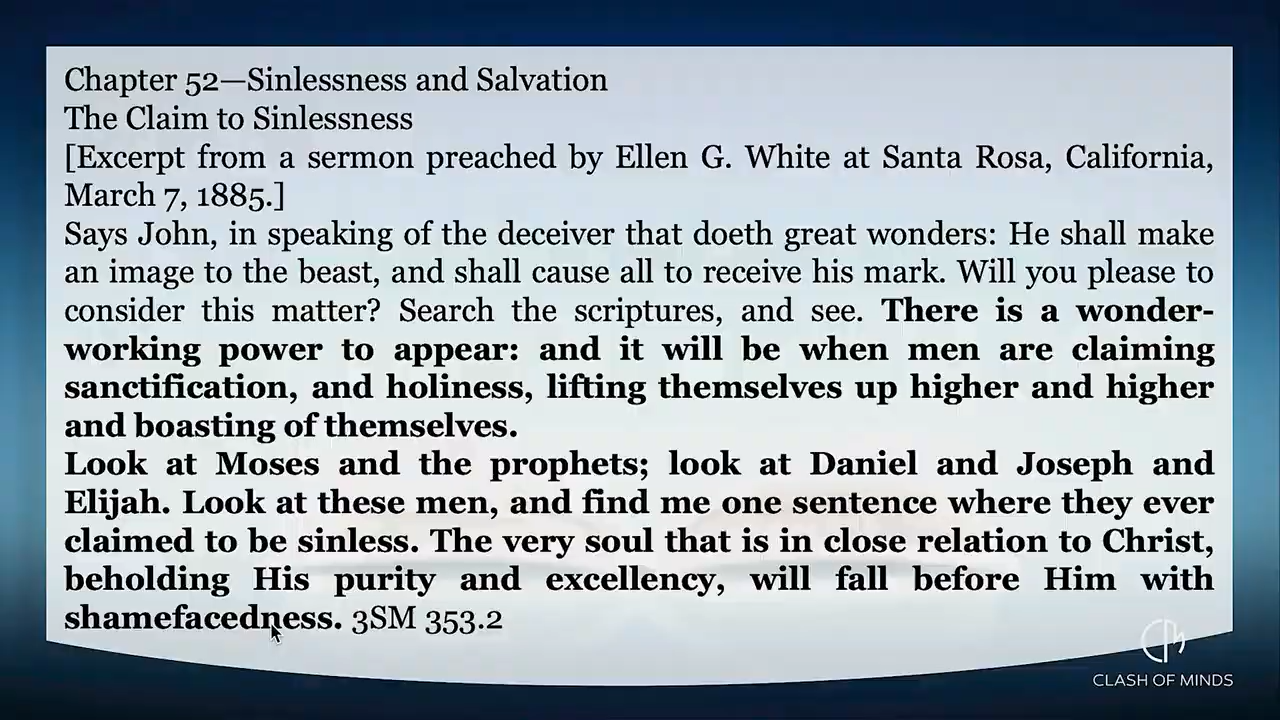 Chapter 52—Sinlessness and Salvation
The Claim to Sinlessness
[Excerpt from a sermon preached by Ellen G. White at Santa Rosa, California,
March 7, 1885.]
Says John, in speaking of the deceiver that doeth great wonders: He shall make
an image to the beast, and shall cause all to receive his mark. Will you please to
consider this matter? Search the scriptures, and see. There is a wonder-
working power to appear: and it will be when men are claiming
sanctification, and holiness, lifting themselves up higher and higher
and boasting of themselves.
Look at Moses and the prophets; look at Daniel and Joseph and
Elijah. Look at these men, and find me one sentence where they ever
claimed to be sinless. The very soul that is in close relation to Christ,
beholding His purity and excellency, will fall before Him with
shamefacedness. 3SM 353.2
CLASH OF MINDS